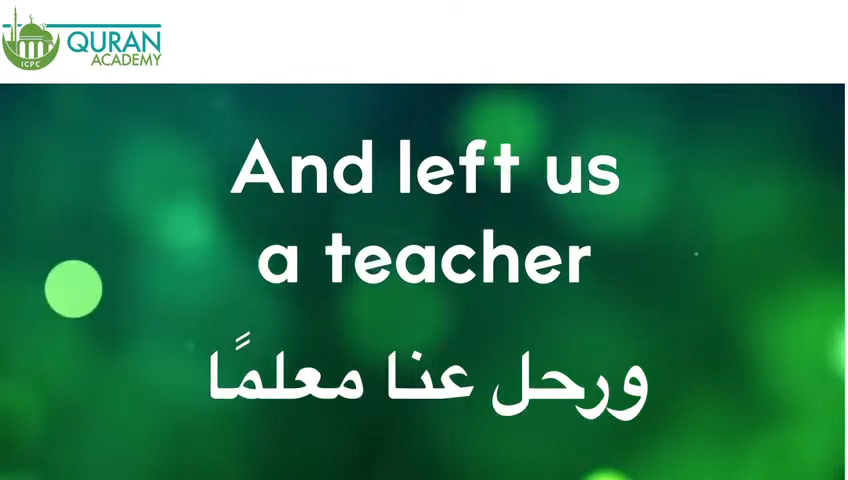 QURAN
ACADEMY
ICPC
And left us
a teacher
ورحل عنا معلمًا